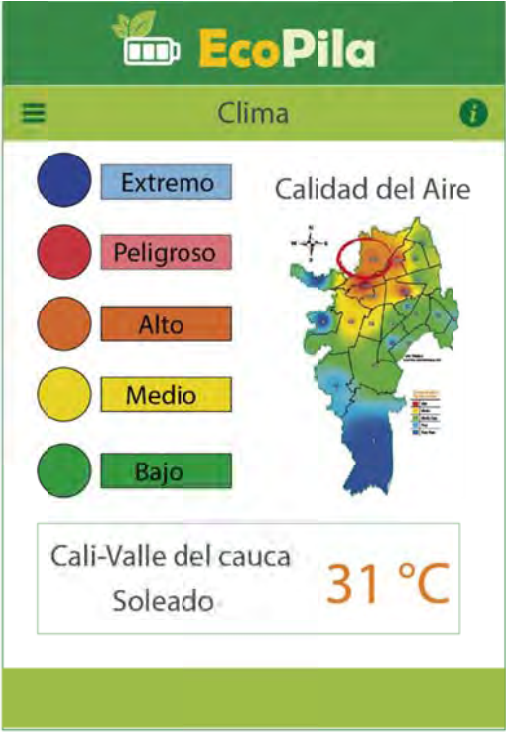 EcoPila
Clima
Extremo
Calidad del Aire
Peligroso
Alto
Medio
Bajo
Cali-Valle del cauca
Soleado
31 °C